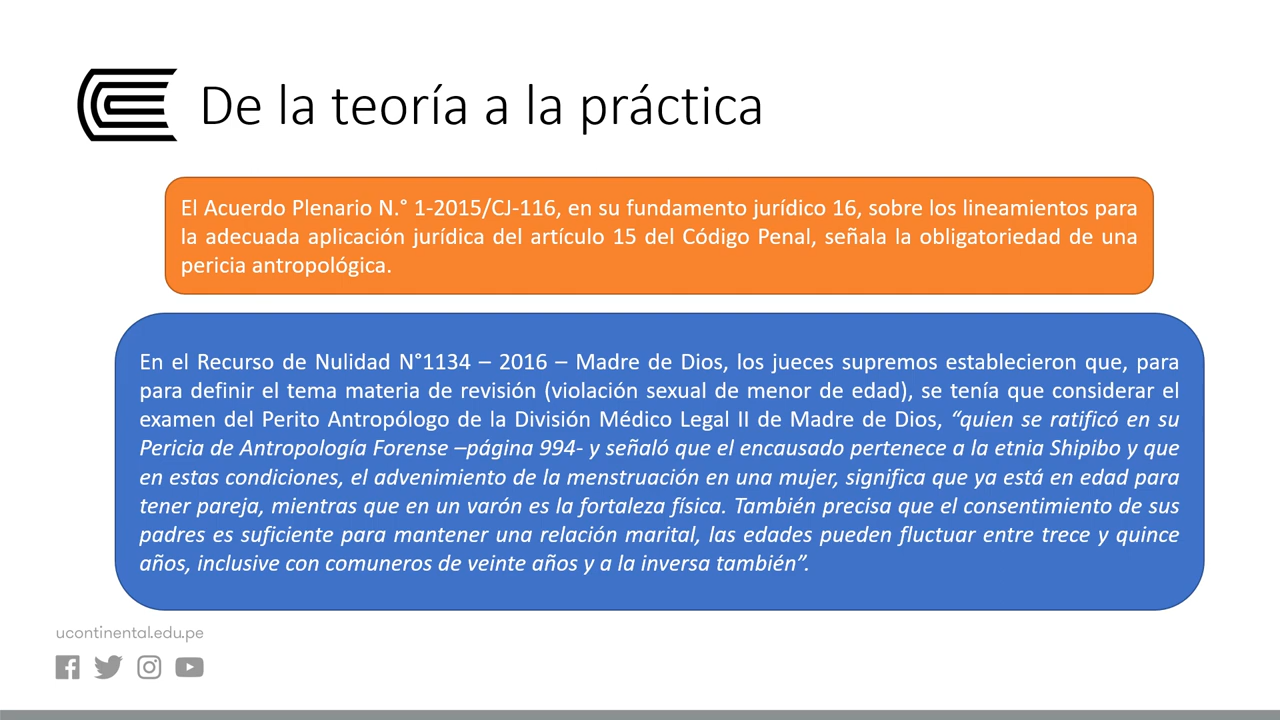 De la teoría a la práctica
El Acuerdo Plenario N.° 1-2015/CJ-116, en su fundamento jurídico 16, sobre los lineamientos para
la adecuada aplicación jurídica del artículo 15 del Código Penal, señala la obligatoriedad de una
pericia antropológica.
En el Recurso de Nulidad N°1134 – 2016 – Madre de Dios, los jueces supremos establecieron que, para
para definir el tema materia de revisión (violación sexual de menor de edad), se tenía que considerar el
examen del Perito Antropólogo de la División Médico Legal II de Madre de Dios, “quien se ratificó en su
Pericia de Antropología Forense –página 994- y señaló que el encausado pertenece a la etnia Shipibo y que
en estas condiciones, el advenimiento de la menstruación en una mujer, significa que ya está en edad para
tener pareja, mientras que en un varón es la fortaleza física. También precisa que el consentimiento de sus
padres es suficiente para mantener una relación marital, las edades pueden fluctuar entre trece y quince
años, inclusive con comuneros de veinte años y a la inversa también”.
ucontinental.edu.pe